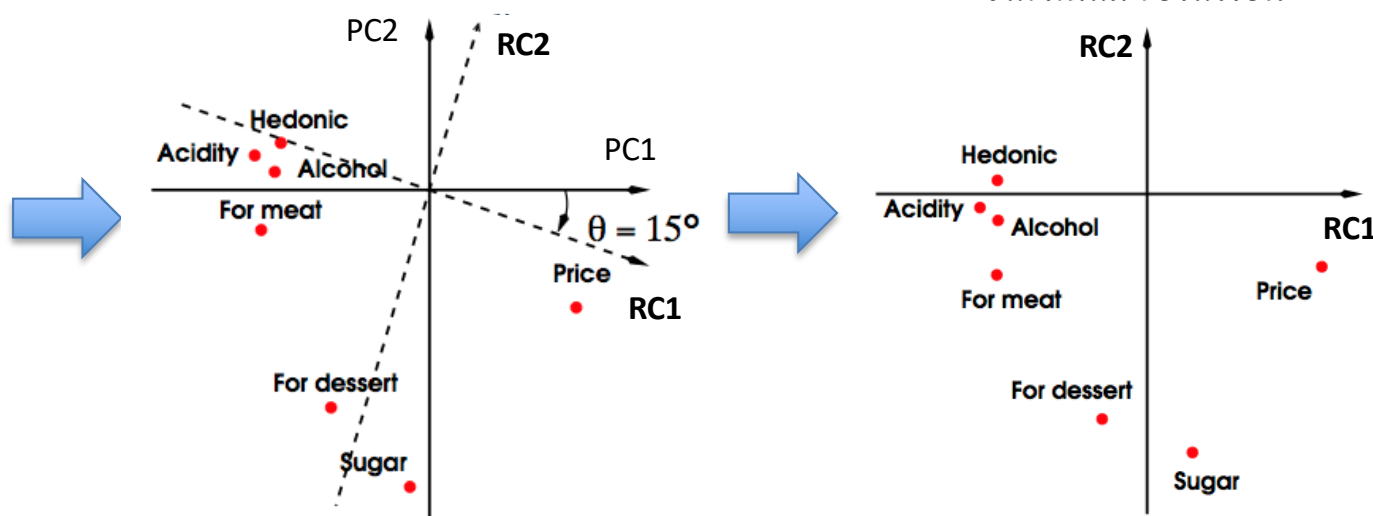 PC2
RC2
Hedonic
Acidity
Alcohol
PC1
For meat
θ = 15°
Price
RC1
For dessert
Sugar
RC2
Hedonic
Acidity
Alcohol
RC1
For meat
Price
For dessert
Sugar